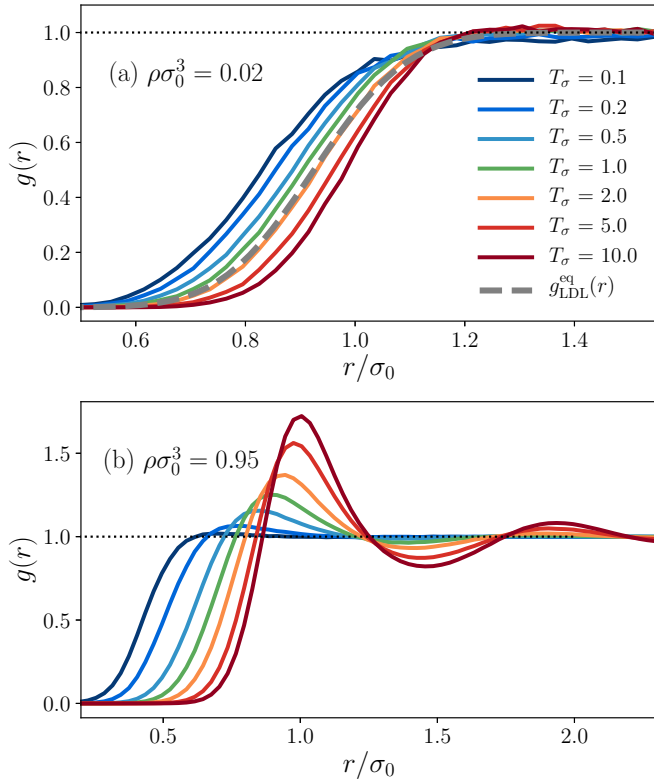 1.0
0.8
0.6
0.4
0.2
0.0
g(r)
(a) ρσ₀³ = 0.02
T_σ = 0.1
T_σ = 0.2
T_σ = 0.5
T_σ = 1.0
T_σ = 2.0
T_σ = 5.0
T_σ = 10.0
g_LDL^eq(r)
0.6 0.8 1.0 1.2 1.4
r/σ₀
1.5
1.0
0.5
0.0
g(r)
(b) ρσ₀³ = 0.95
0.5 1.0 1.5 2.0
r/σ₀